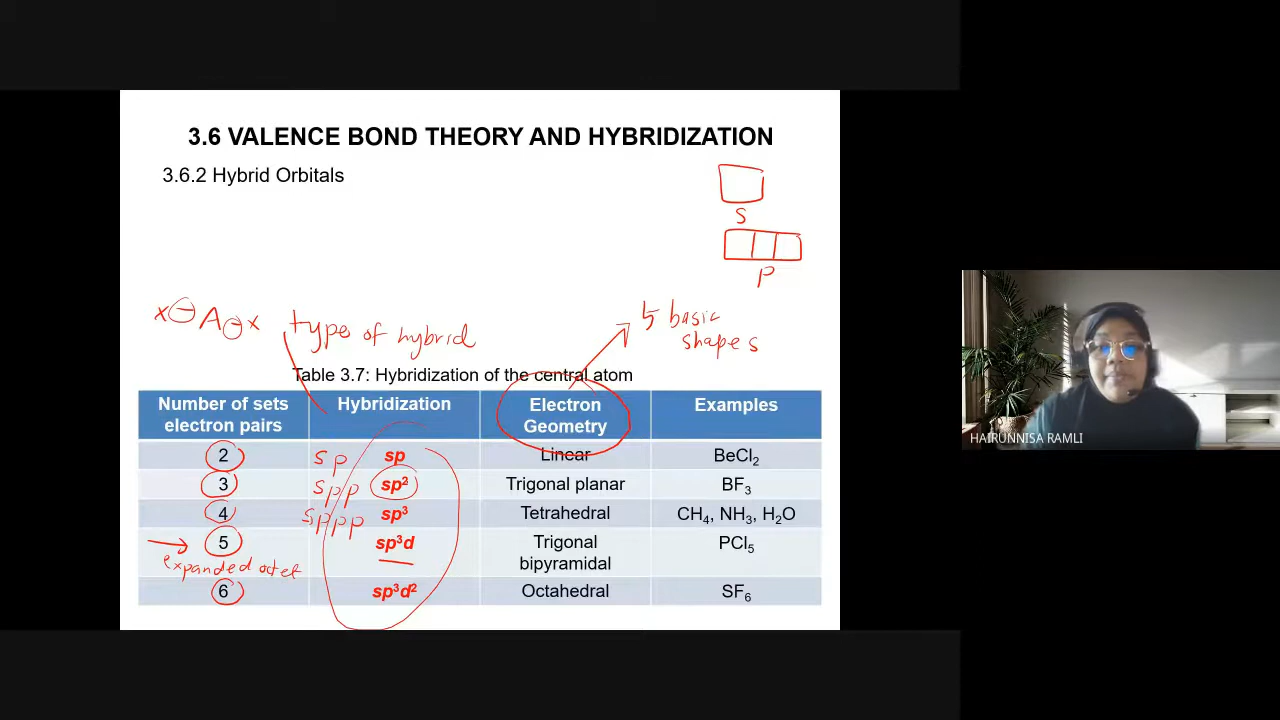 3.6 VALENCE BOND THEORY AND HYBRIDIZATION
3.6.2 Hybrid Orbitals
s
p
x A x
type of hybrid
5 basic
shapes
Table 3.7: Hybridization of the central atom
Number of sets electron pairs Hybridization Electron Geometry Examples
2 sp sp Linear BeCl₂
3 spp sp² Trigonal planar BF₃
4 sppp sp³ Tetrahedral CH₄, NH₃, H₂O
5 sp³d Trigonal bipyramidal PCl₅
expanded octet
6 sp³d² Octahedral SF₆
HAIRUNNISA RAMLI